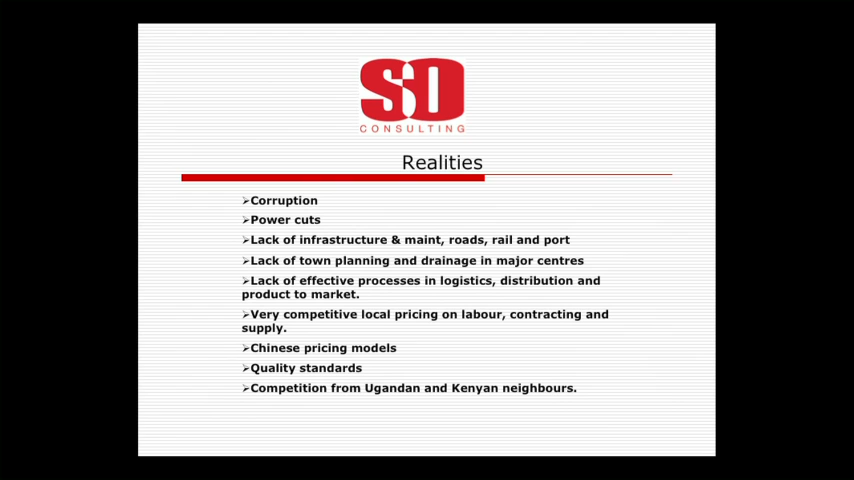 SD
CONSULTING
Realities
➢Corruption
➢Power cuts
➢Lack of infrastructure & maint, roads, rail and port
➢Lack of town planning and drainage in major centres
➢Lack of effective processes in logistics, distribution and
product to market.
➢Very competitive local pricing on labour, contracting and
supply.
➢Chinese pricing models
➢Quality standards
➢Competition from Ugandan and Kenyan neighbours.